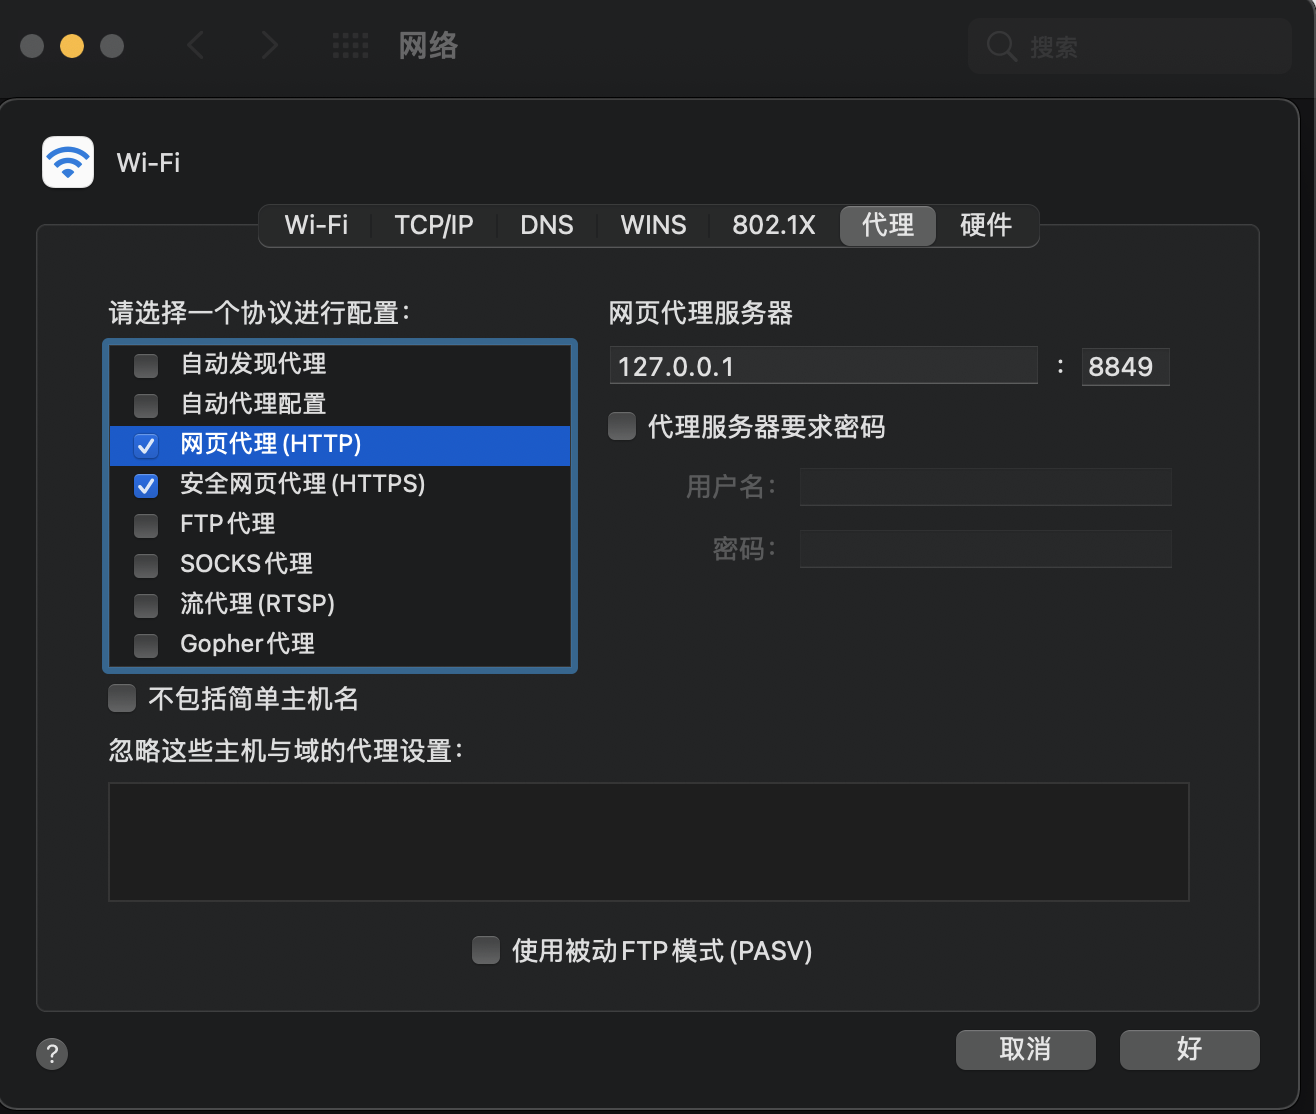 网络
搜索
Wi-Fi
Wi-Fi TCP/IP DNS WINS 802.1X 代理 硬件
请选择一个协议进行配置：
自动发现代理
自动代理配置
网页代理(HTTP)
安全网页代理(HTTPS)
FTP代理
SOCKS代理
流代理(RTSP)
Gopher代理
网页代理服务器
127.0.0.1 : 8849
代理服务器要求密码
用户名：
密码：
不包括简单主机名
忽略这些主机与域的代理设置：
使用被动FTP模式(PASV)
?
取消
好